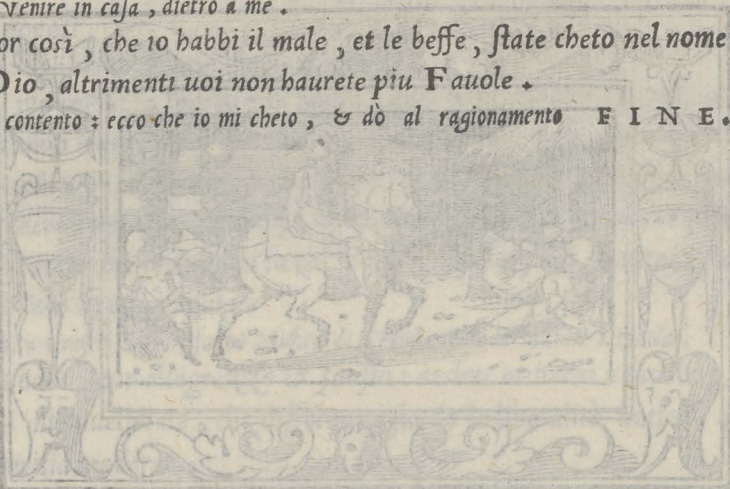 venire in caſa , dietro a me .
or così , che io habbi il male , et le beffe , ſtate cheto nel nome
Dio , altrimenti uoi non haurete piu Fauole .
contento : ecco che io mi cheto , & dò al ragionamento FINE.